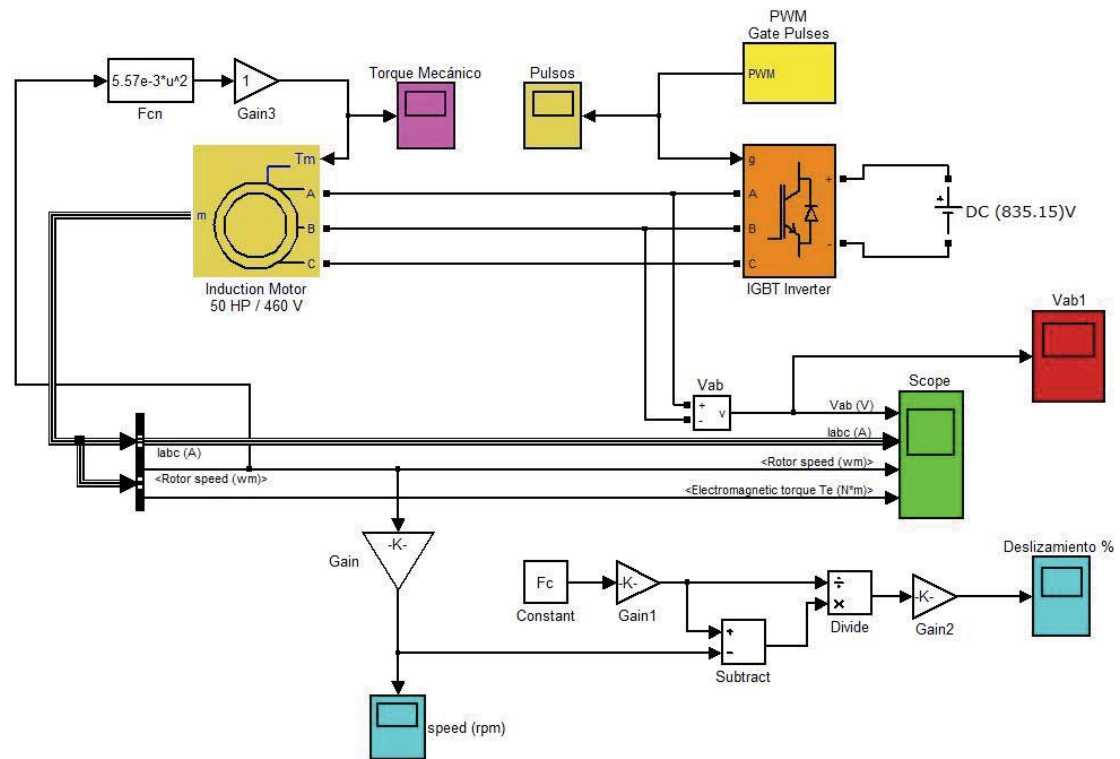 PWM
Gate Pulses
PWM
5.57e-3*u^2
Fcn
1
Gain3
Torque Mecánico
Pulsos
Tm
m
A
B
C
Induction Motor
50 HP / 460 V
g
A
B
C
+
-
IGBT Inverter
+
DC (835.15)V
Vab1
Vab
+
-
v
Scope
Vab (V)
Iabc (A)
Iabc (A)
<Rotor speed (wm)>
<Rotor speed (wm)>
<Electromagnetic torque Te (N*m)>
-K-
Gain
Fc
Constant
-K-
Gain1
+
-
Subtract
÷
×
Divide
-K-
Gain2
Deslizamiento %
speed (rpm)